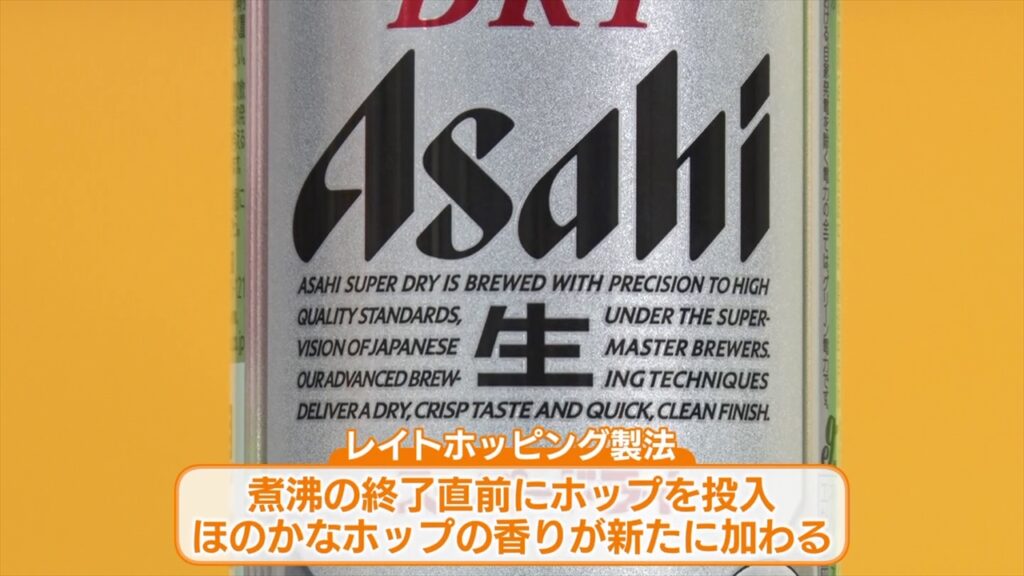 DRY
Asahi
ASAHI SUPER DRY IS BREWED WITH PRECISION TO HIGH
QUALITY STANDARDS, UNDER THE SUPER-
生
VISION OF JAPANESE MASTER BREWERS.
OUR ADVANCED BREW- ING TECHNIQUES
DELIVER A DRY, CRISP TASTE AND QUICK, CLEAN FINISH.
レイトホッピング製法
煮沸の終了直前にホップを投入
ほのかなホップの香りが新たに加わる